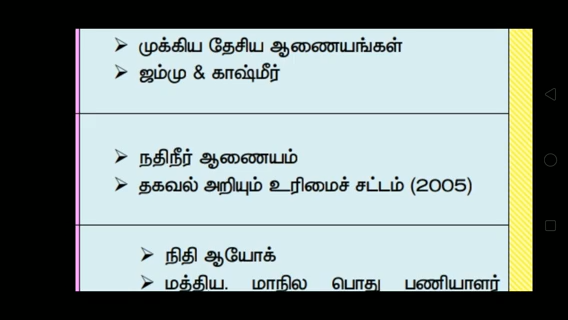 முக்கிய தேசிய ஆணையங்கள்
ஜம்மு & காஷ்மீர்
நதிநீர் ஆணையம்
தகவல் அறியும் உரிமைச் சட்டம் (2005)
நிதி ஆயோக்
மத்திய. மாநில பொது பணியாளர்